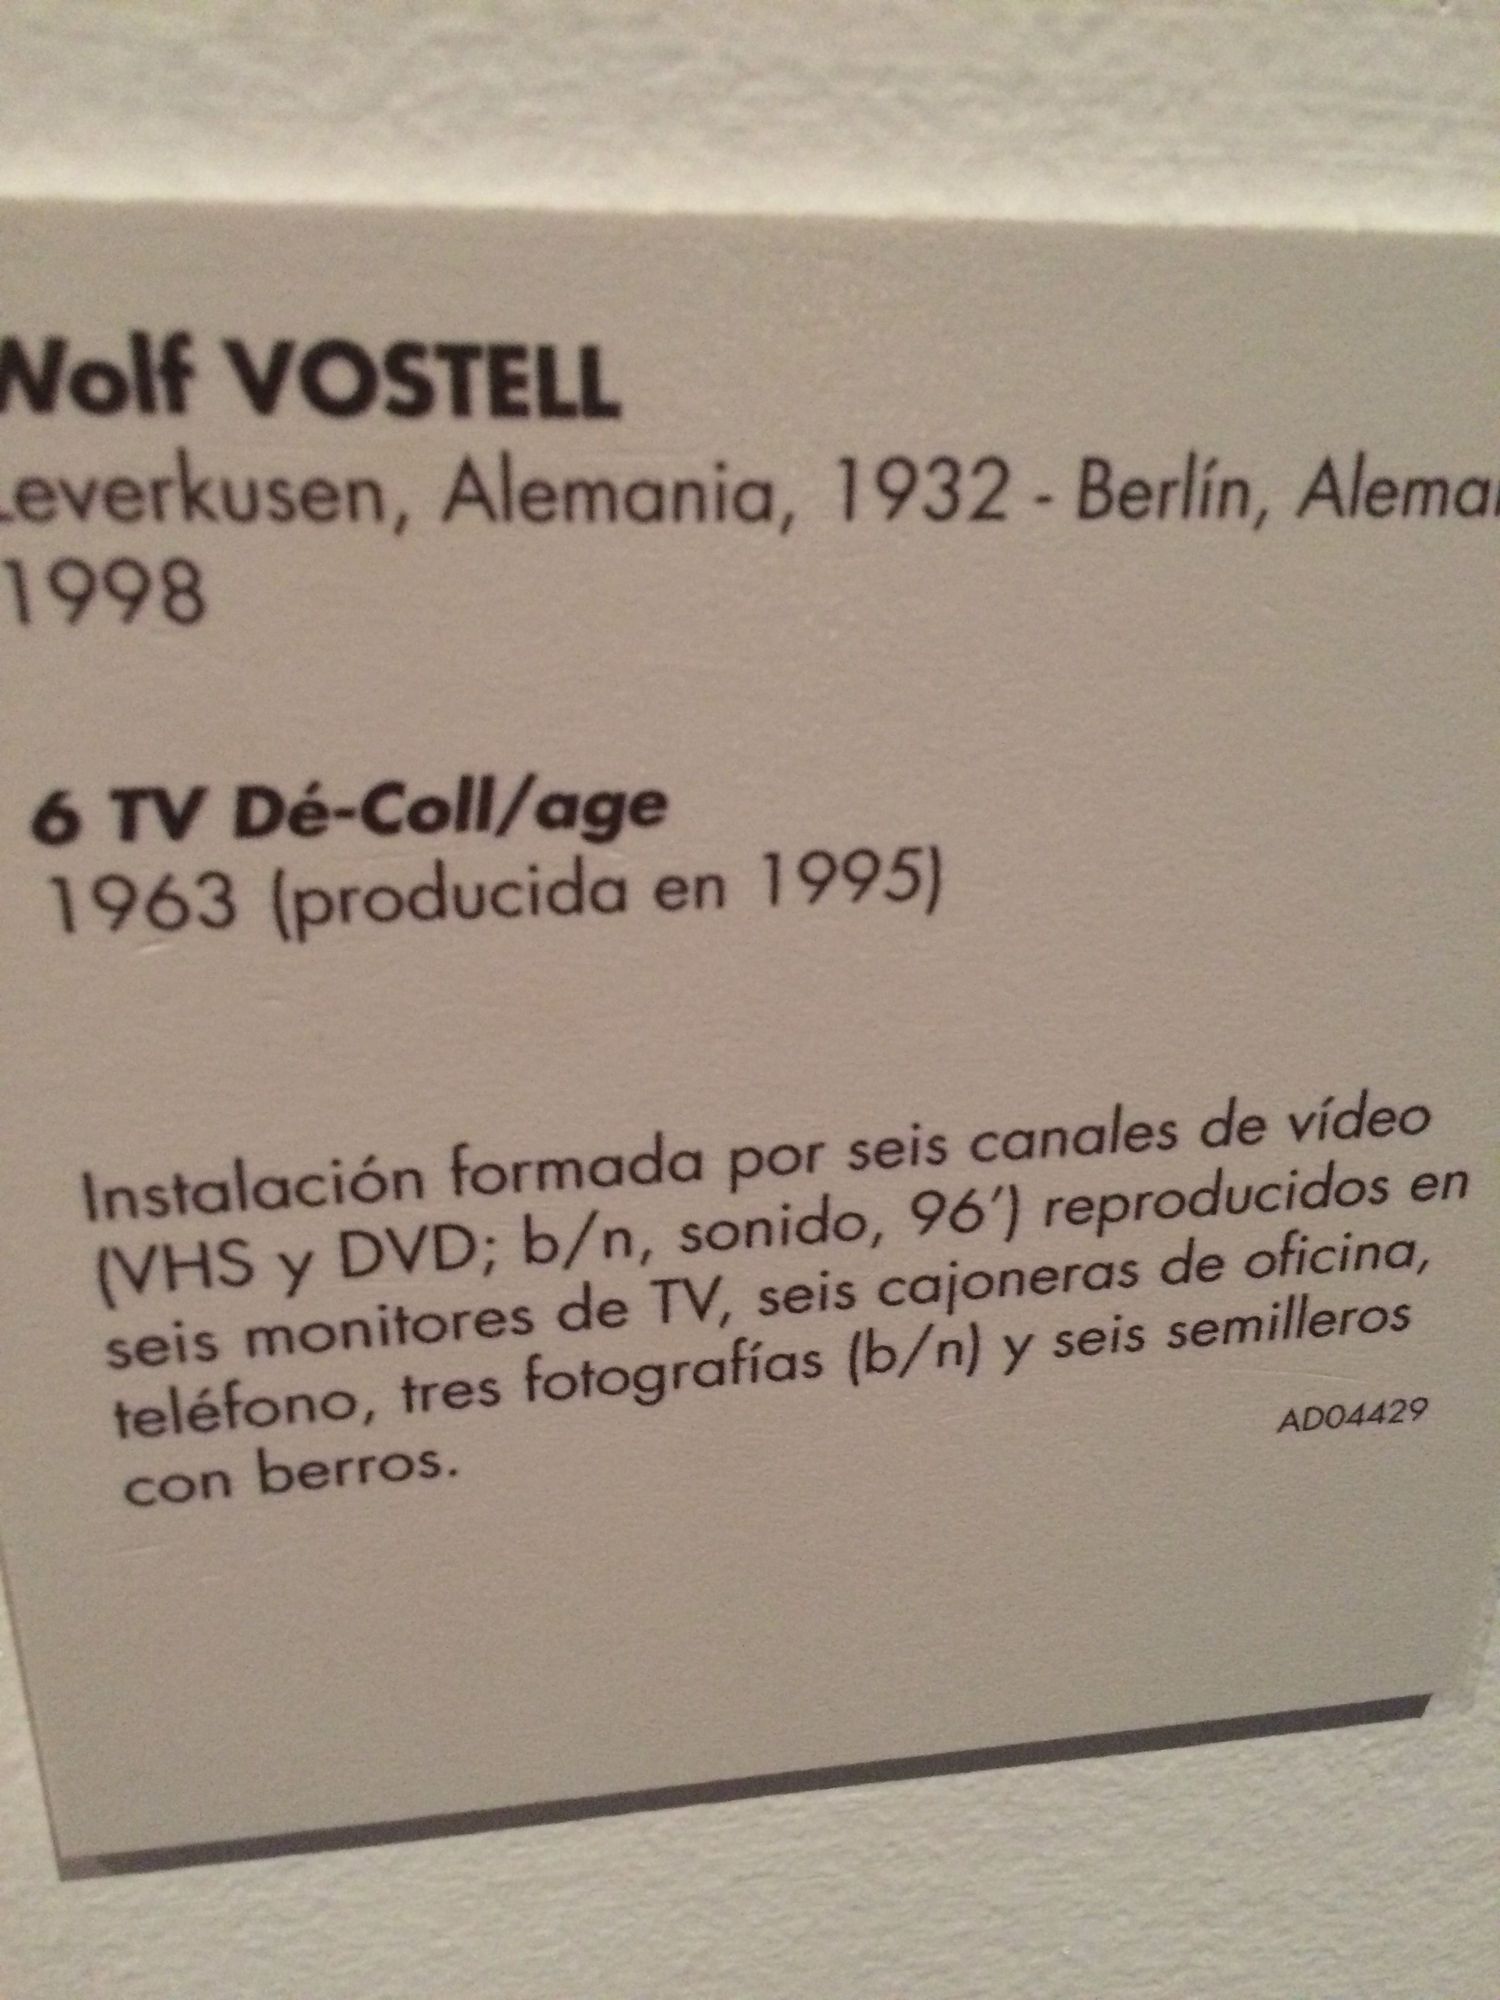 Wolf VOSTELL
Leverkusen, Alemania, 1932 - Berlín, Aleman
1998
6 TV Dé-Coll/age
1963 (producida en 1995)
Instalación formada por seis canales de vídeo
(VHS y DVD; b/n, sonido, 96’) reproducidos en
seis monitores de TV, seis cajoneras de oficina,
teléfono, tres fotografías (b/n) y seis semilleros
con berros.
AD04429